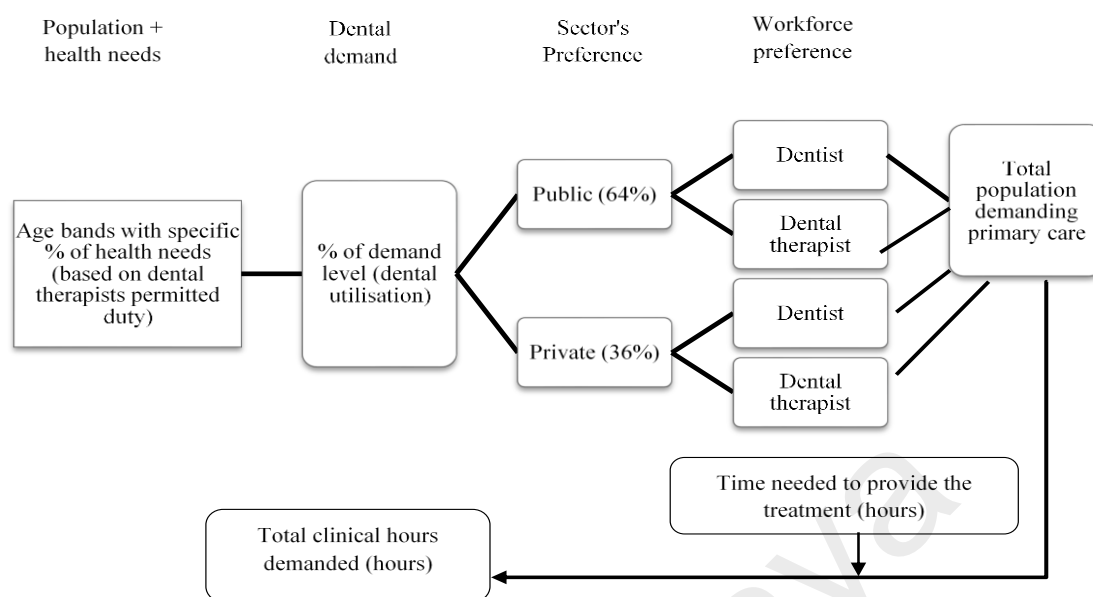 Population +
health needs
Dental
demand
Sector's
Preference
Workforce
preference
Age bands with specific
% of health needs
(based on dental
therapists permitted
duty)
% of demand
level (dental
utilisation)
Public (64%)
Private (36%)
Dentist
Dental
therapist
Dentist
Dental
therapist
Total
population
demanding
primary care
Time needed to provide the
treatment (hours)
Total clinical hours
demanded (hours)